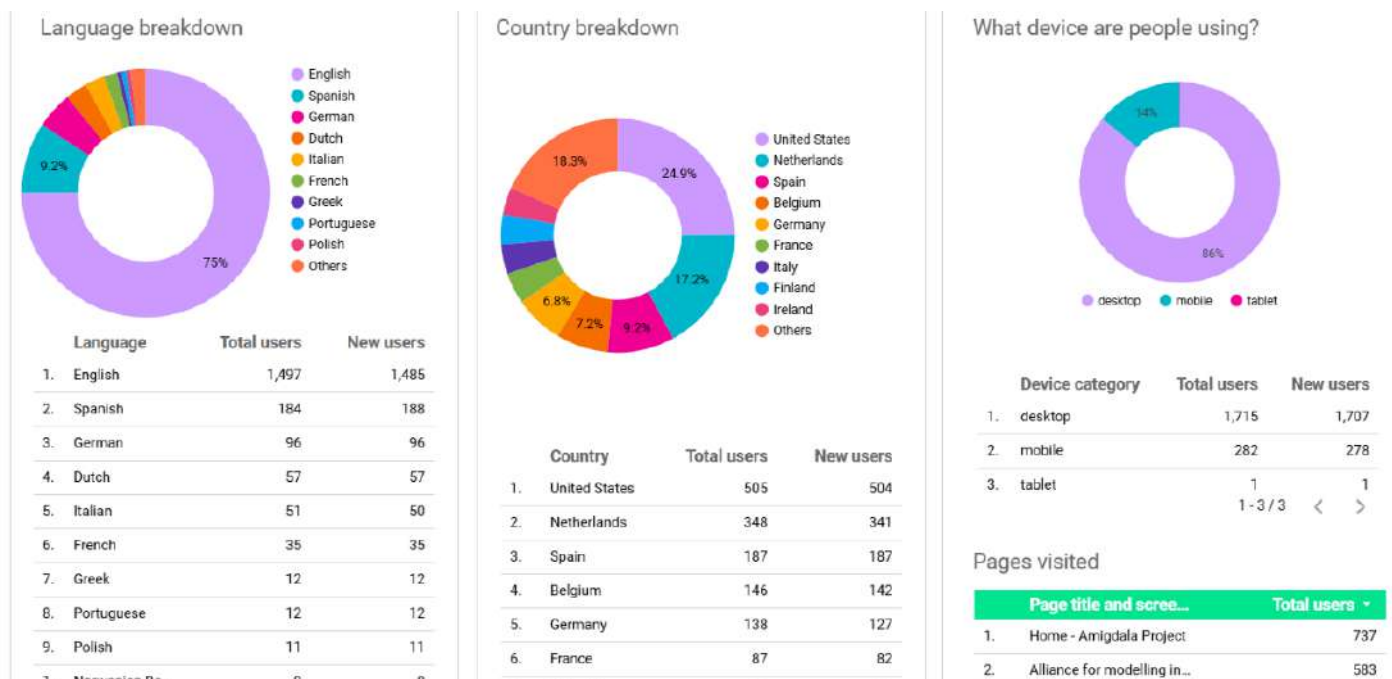 Language breakdown
English
Spanish
German
Dutch
Italian
French
Greek
Portuguese
Polish
Others
9.2%
75%
Language Total users New users
1. English 1,497 1,485
2. Spanish 184 188
3. German 96 96
4. Dutch 57 57
5. Italian 51 50
6. French 35 35
7. Greek 12 12
8. Portuguese 12 12
9. Polish 11 11
Country breakdown
United States
Netherlands
Spain
Belgium
Germany
France
Italy
Finland
Ireland
Others
18.3%
24.9%
17.2%
9.2%
7.2%
6.8%
Country Total users New users
1. United States 505 504
2. Netherlands 348 341
3. Spain 187 187
4. Belgium 146 142
5. Germany 138 127
6. France 87 82
What device are people using?
14%
86%
desktop mobile tablet
Device category Total users New users
1. desktop 1,715 1,707
2. mobile 282 278
3. tablet 1 1
1 - 3 / 3 < >
Pages visited
Page title and scree... Total users
1. Home - Amigdala Project 737
2. Alliance for modelling in... 583